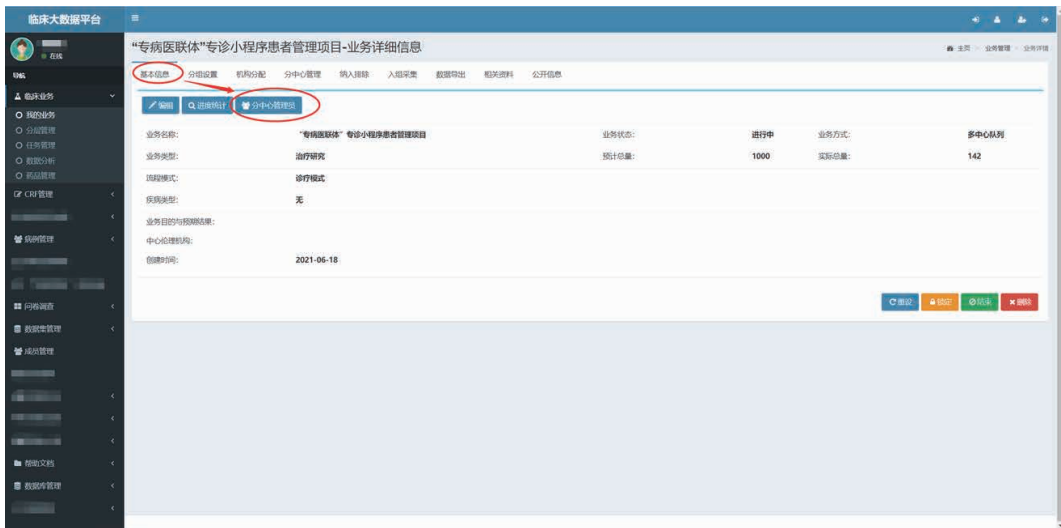 临床大数据平台
"专病医联体"专诊小程序患者管理项目-业务详细信息
主页 业务管理 业务详情
在线
导航
基本信息 分组设置 机构分配 分中心管理 纳入排除 入组采集 数据导出 相关资料 公开信息
临床业务
编辑 进度统计 分中心管理员
我的业务
分组管理
任务管理
数据分析
药品管理
CRF管理
病例管理
问卷调查
数据集管理
成员管理
帮助文档
数据库管理
业务名称: "专病医联体"专诊小程序患者管理项目 业务状态: 进行中 业务方式: 多中心队列
业务类型: 治疗研究 预计总量: 1000 实际总量: 142
流程模式: 诊疗模式
疾病类型: 无
业务目的与预期结果:
中心伦理机构:
创建时间: 2021-06-18
重设 锁定 结束 删除